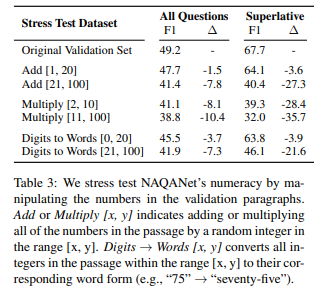 Stress Test Dataset All Questions Superlative
F1 Δ F1 Δ
Original Validation Set 49.2 - 67.7 -
Add [1, 20] 47.7 -1.5 64.1 -3.6
Add [21, 100] 41.4 -7.8 40.4 -27.3
Multiply [2, 10] 41.1 -8.1 39.3 -28.4
Multiply [11, 100] 38.8 -10.4 32.0 -35.7
Digits to Words [0, 20] 45.5 -3.7 63.8 -3.9
Digits to Words [21, 100] 41.9 -7.3 46.1 -21.6
Table 3: We stress test NAQANet's numeracy by ma-
nipulating the numbers in the validation paragraphs.
Add or Multiply [x, y] indicates adding or multiplying
all of the numbers in the passage by a random integer in
the range [x, y]. Digits → Words [x, y] converts all in-
tegers in the passage within the range [x, y] to their cor-
responding word form (e.g., “75” → “seventy-five”).